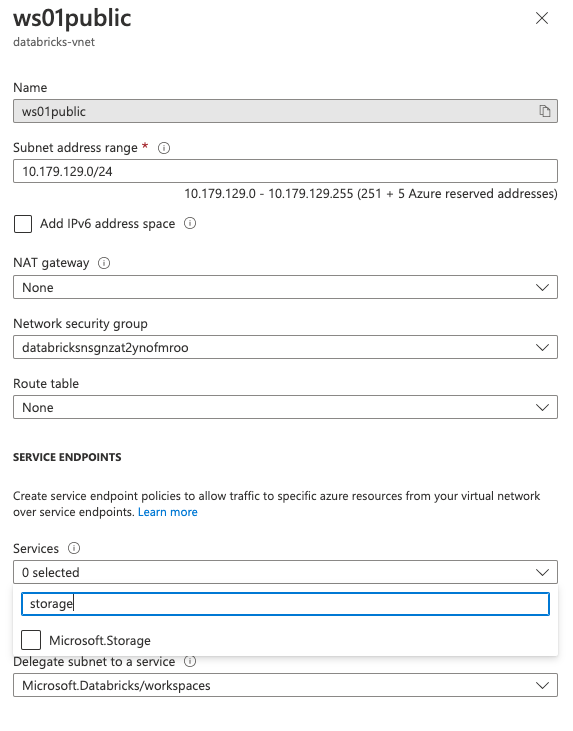 ws01public
databricks-vnet
Name
ws01public
Subnet address range *
10.179.129.0/24
10.179.129.0 - 10.179.129.255 (251 + 5 Azure reserved addresses)
Add IPv6 address space
NAT gateway
None
Network security group
databricksnsgnzat2ynofmroo
Route table
None
SERVICE ENDPOINTS
Create service endpoint policies to allow traffic to specific azure resources from your virtual network
over service endpoints. Learn more
Services
0 selected
storage
Microsoft.Storage
Delegate subnet to a service
Microsoft.Databricks/workspaces